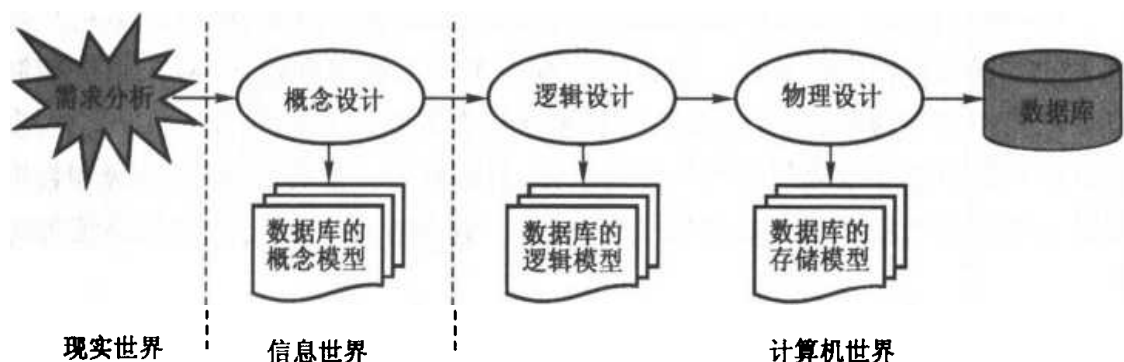 需求分析
概念设计
逻辑设计
物理设计
数据库
数据库的
概念模型
数据库的
逻辑模型
数据库的
存储模型
现实世界
信息世界
计算机世界